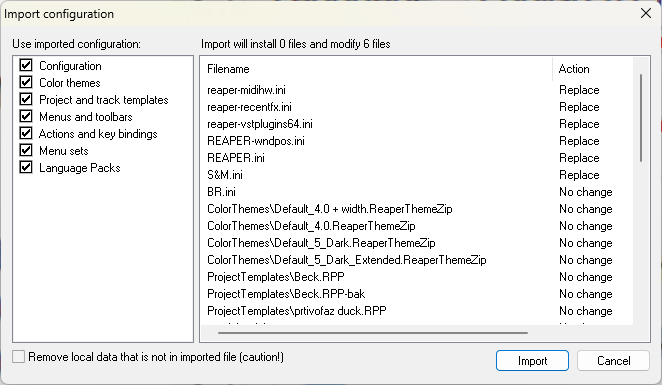 Import configuration
Use imported configuration:
Configuration
Color themes
Project and track templates
Menus and toolbars
Actions and key bindings
Menu sets
Language Packs
Import will install 0 files and modify 6 files
Filename Action
reaper-midihw.ini Replace
reaper-recentfx.ini Replace
reaper-vstplugins64.ini Replace
REAPER-wndpos.ini Replace
REAPER.ini Replace
S&M.ini Replace
BR.ini No change
ColorThemes\Default_4.0 + width.ReaperThemeZip No change
ColorThemes\Default_4.0.ReaperThemeZip No change
ColorThemes\Default_5_Dark.ReaperThemeZip No change
ColorThemes\Default_5_Dark_Extended.ReaperThemeZip No change
ProjectTemplates\Beck.RPP No change
ProjectTemplates\Beck.RPP-bak No change
ProjectTemplates\prtivofaz duck.RPP No change
Remove local data that is not in imported file (caution!)
Import
Cancel